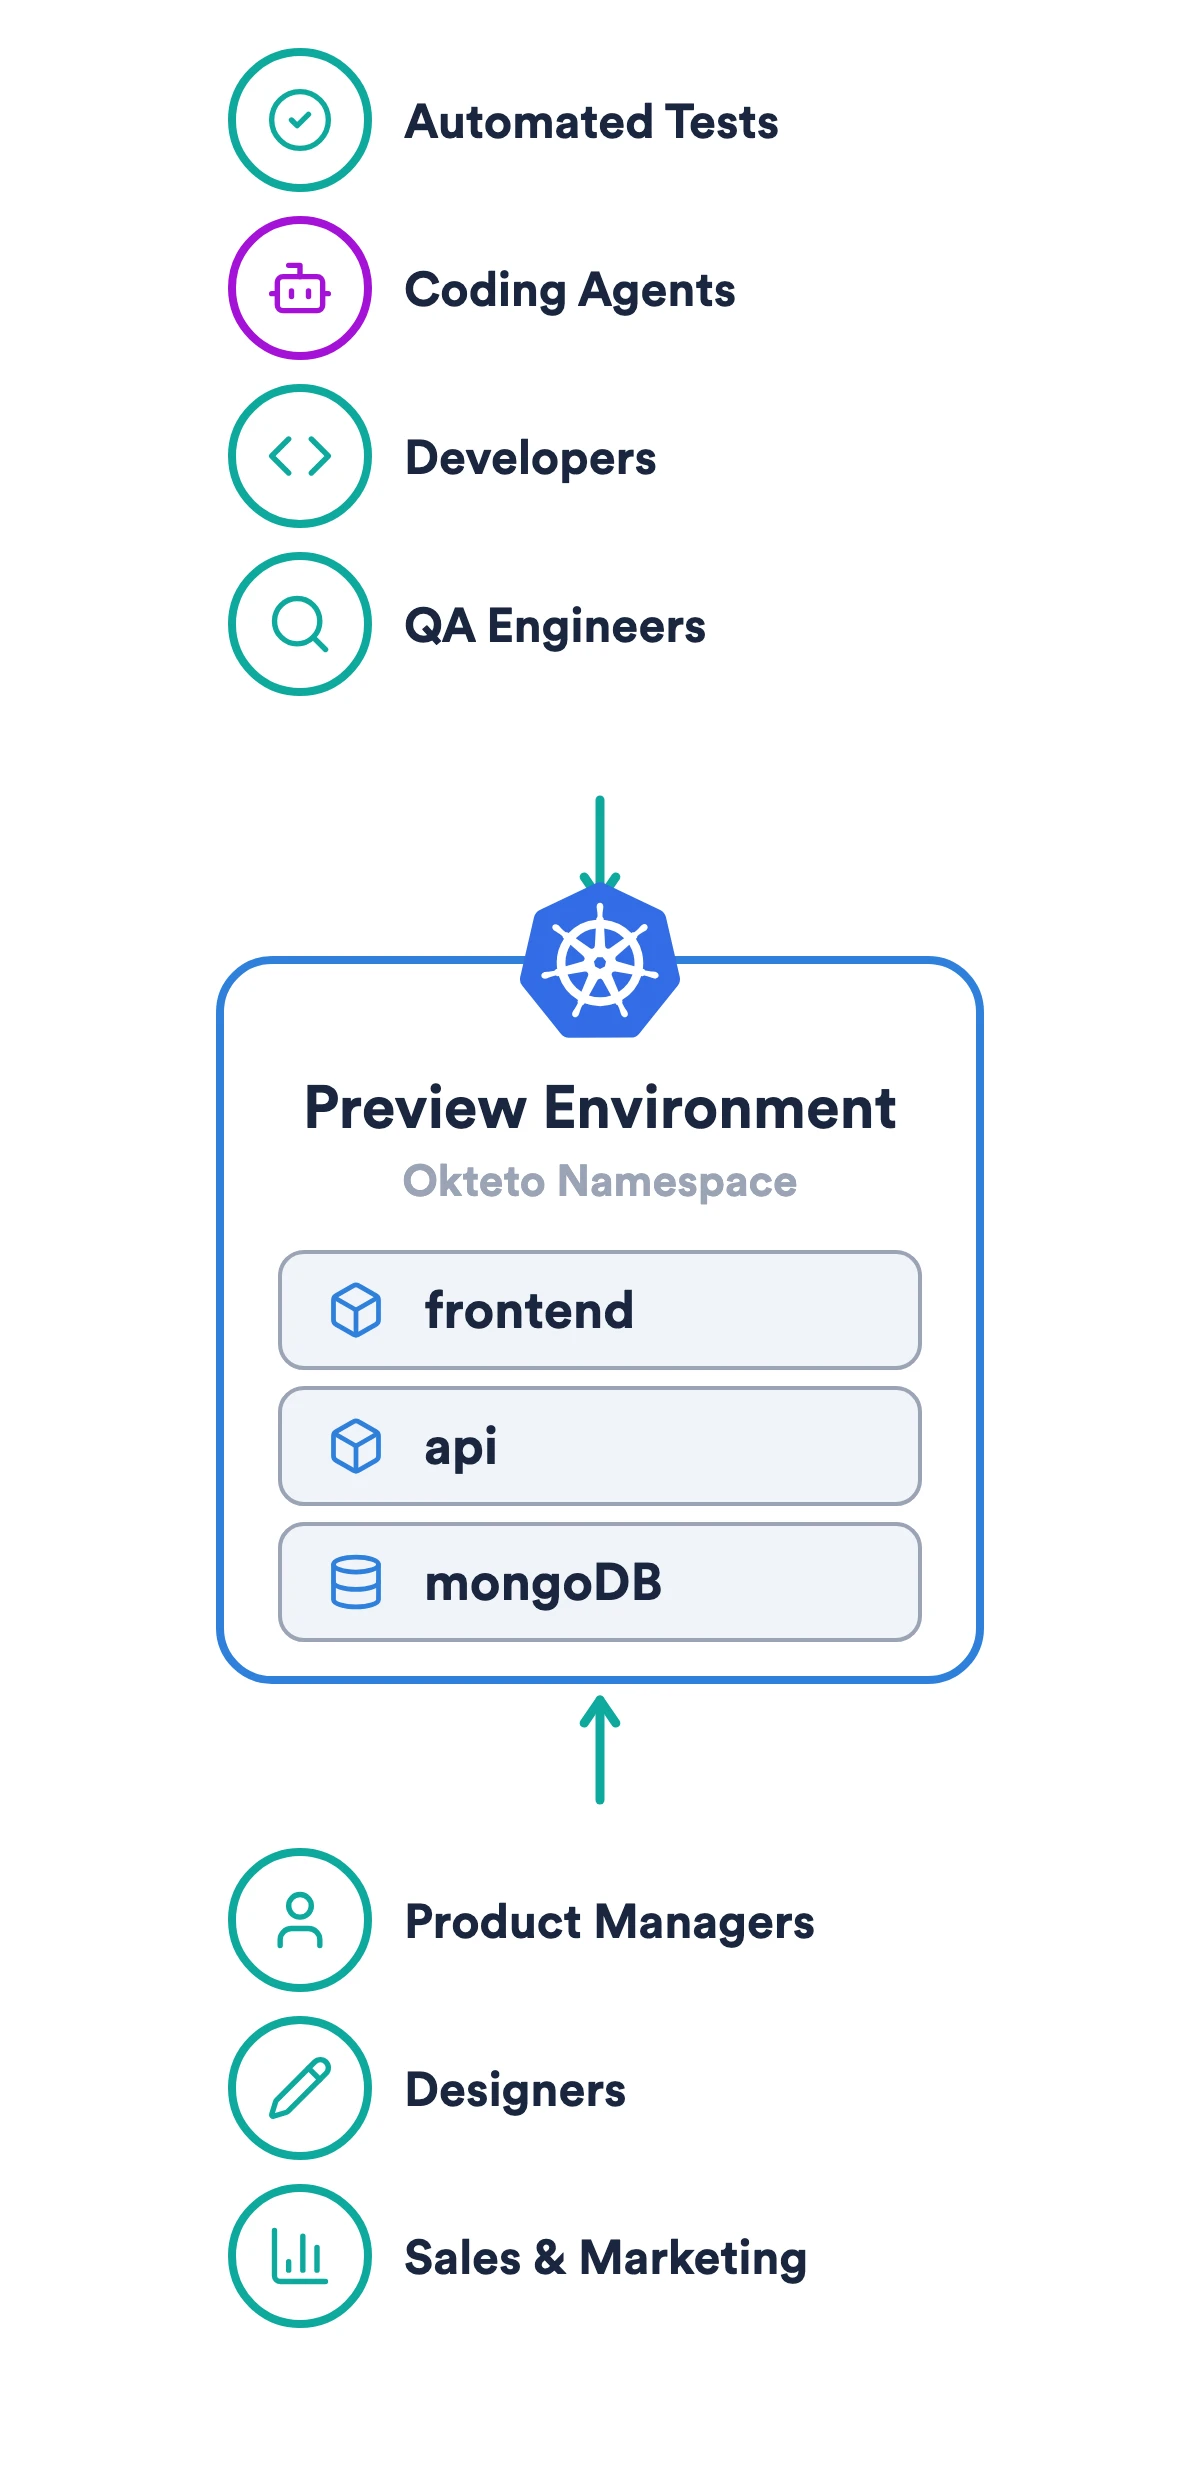 Automated Tests
Coding Agents
Developers
QA Engineers
Preview Environment
Okteto Namespace
frontend
api
mongoDB
Product Managers
Designers
Sales & Marketing